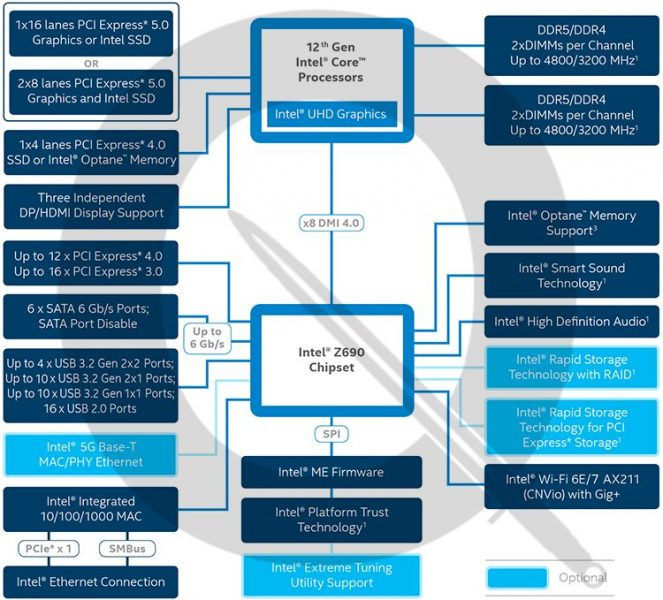 1x16 lanes PCI Express* 5.0
Graphics or Intel SSD
OR
2x8 lanes PCI Express* 5.0
Graphics and Intel SSD
1x4 lanes PCI Express* 4.0
SSD or Intel® Optane™ Memory
Three Independent
DP/HDMI Display Support
12th Gen
Intel® Core™
Processors
Intel® UHD Graphics
DDR5/DDR4
2xDIMMs per Channel
Up to 4800/3200 MHz¹
DDR5/DDR4
2xDIMMs per Channel
Up to 4800/3200 MHz¹
x8 DMI 4.0
Up to 12 x PCI Express* 4.0
Up to 16 x PCI Express* 3.0
6 x SATA 6 Gb/s Ports;
SATA Port Disable
Up to
6 Gb/s
Up to 4 x USB 3.2 Gen 2x2 Ports;
Up to 10 x USB 3.2 Gen 2x1 Ports;
Up to 10 x USB 3.2 Gen 1x1 Ports;
16 x USB 2.0 Ports
Intel® 5G Base-T
MAC/PHY Ethernet
Intel® Integrated
10/100/1000 MAC
PCIe* x 1
SMBus
Intel® Ethernet Connection
Intel® Z690
Chipset
SPI
Intel® ME Firmware
Intel® Platform Trust
Technology¹
Intel® Extreme Tuning
Utility Support
Intel® Optane™ Memory
Support³
Intel® Smart Sound
Technology¹
Intel® High Definition Audio¹
Intel® Rapid Storage
Technology with RAID¹
Intel® Rapid Storage
Technology for PCI
Express* Storage¹
Intel® Wi-Fi 6E/7 AX211
(CNVio) with Gig+
Optional